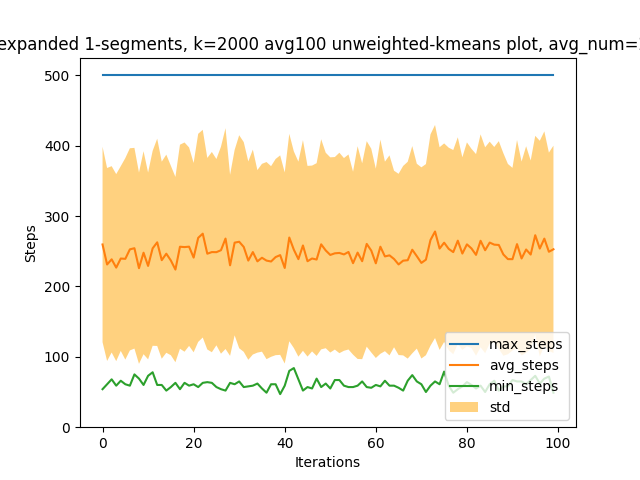 expanded 1-segments, k=2000 avg100 unweighted-kmeans plot, avg_num=
500
400
300
200
100
0
Steps
0 20 40 60 80 100
Iterations
max_steps
avg_steps
min_steps
std